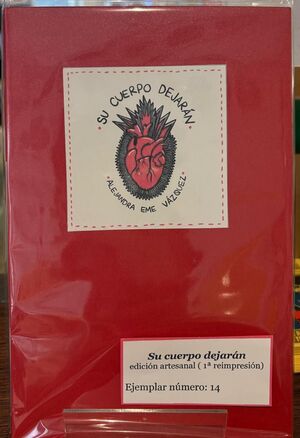 SU CUERPO DEJARÁN
ALEJANDRA EME VÁZQUEZ
Su cuerpo dejarán
edición artesanal (1ª reimpresión)
Ejemplar número: 14